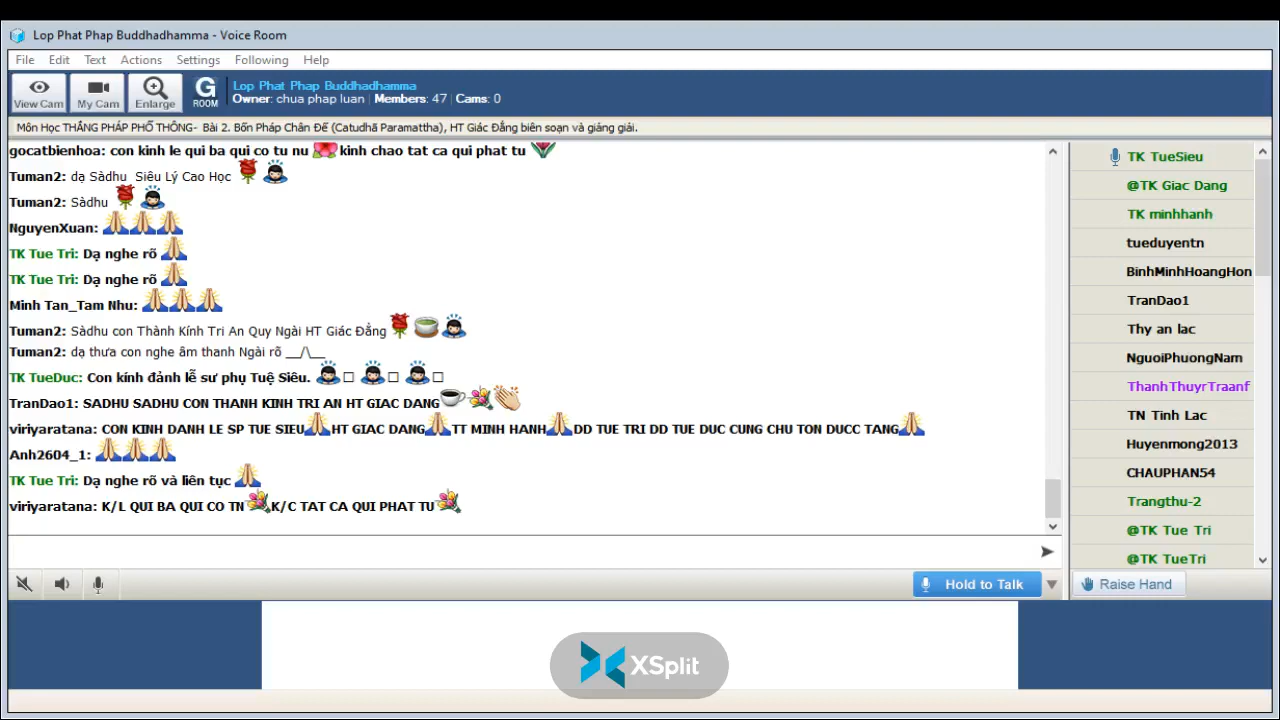 Lop Phat Phap Buddhadhamma - Voice Room
File Edit Text Actions Settings Following Help
View Cam My Cam Enlarge G ROOM
Lop Phat Phap Buddhadhamma
Owner: chua phap luan | Members: 47 | Cams: 0
Môn Học THẮNG PHÁP PHỔ THÔNG- Bài 2. Bốn Pháp Chân Đế (Catudhā Paramattha), HT Giác Đẳng biên soạn và giảng giải.
gocatbienhoa: con kinh le qui ba qui co tu nu kinh chao tat ca qui phat tu
Tuman2: dạ Sàdhu Siêu Lý Cao Học
Tuman2: Sàdhu
NguyenXuan:
TK Tue Tri: Dạ nghe rõ
TK Tue Tri: Dạ nghe rõ
Minh Tan_Tam Nhu:
Tuman2: Sàdhu con Thành Kính Tri An Quy Ngài HT Giác Đẳng
Tuman2: dạ thưa con nghe âm thanh Ngài rõ __/\__
TK TueDuc: Con kính đảnh lễ sư phụ Tuệ Siêu.
TranDao1: SADHU SADHU CON THANH KINH TRI AN HT GIAC DANG
viriyaratana: CON KINH DANH LE SP TUE SIEU HT GIAC DANG TT MINH HANH DD TUE TRI DD TUE DUC CUNG CHU TON DUCC TANG
Anh2604_1:
TK Tue Tri: Dạ nghe rõ và liên tục
viriyaratana: K/L QUI BA QUI CO TN K/C TAT CA QUI PHAT TU
Hold to Talk
TK TueSieu
@TK Giac Dang
TK minhhanh
tueduyentn
BinhMinhHoangHon
TranDao1
Thy an lac
NguoiPhuongNam
ThanhThuyrTraanf
TN Tinh Lac
Huyenmong2013
CHAUPHAN54
Trangthu-2
@TK Tue Tri
@TK TueTri
Raise Hand
XSplit